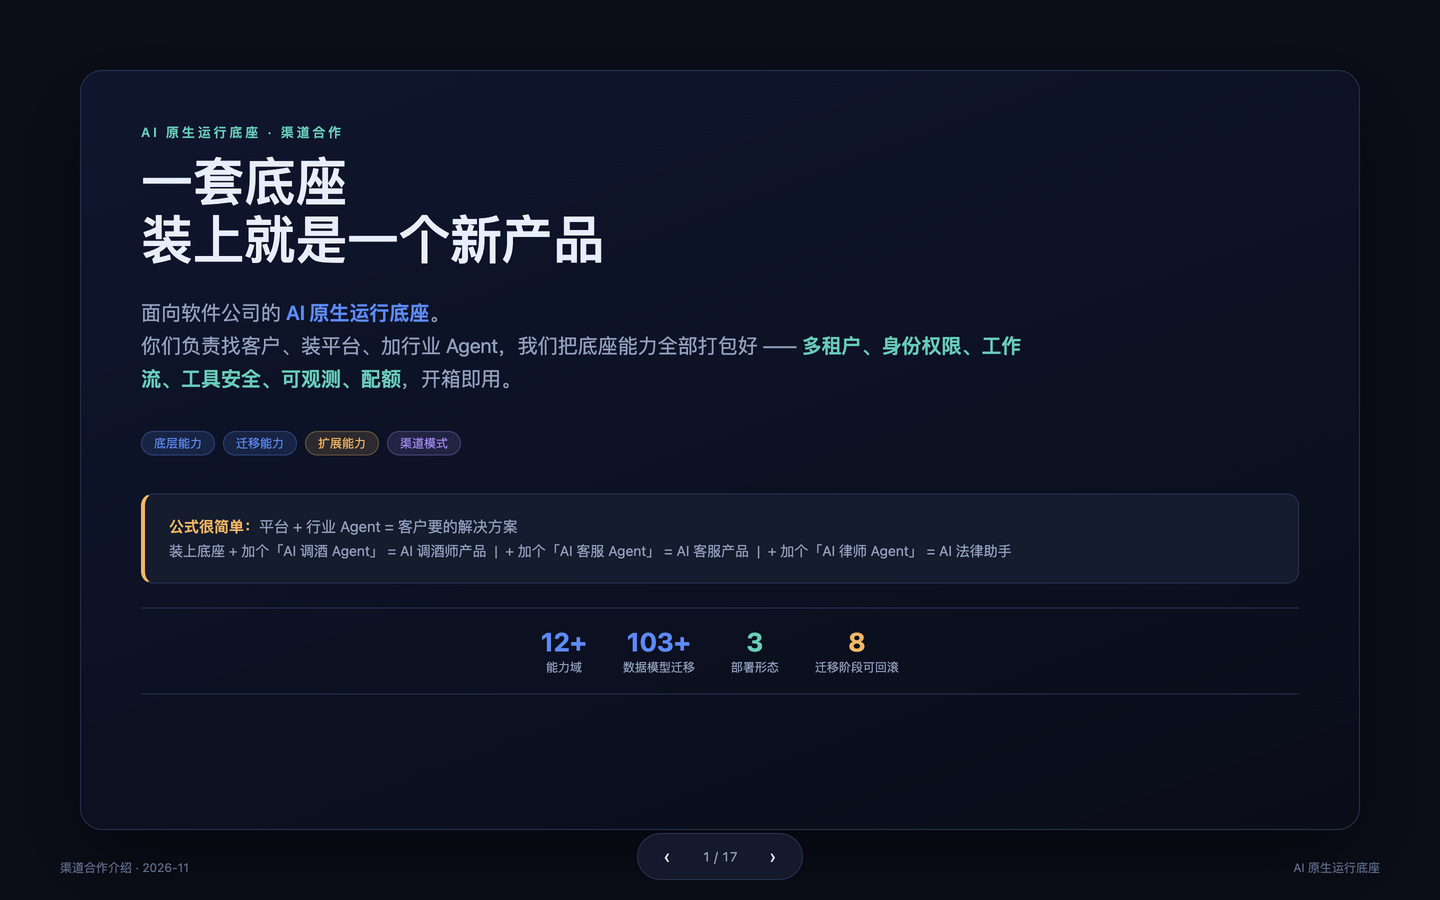 AI 原生运行底座 · 渠道合作
一套底座
装上就是一个新产品
面向软件公司的 AI 原生运行底座。
你们负责找客户、装平台、加行业 Agent，我们把底座能力全部打包好 —— 多租户、身份权限、工作
流、工具安全、可观测、配额，开箱即用。
底层能力 迁移能力 扩展能力 渠道模式
公式很简单：平台 + 行业 Agent = 客户要的解决方案
装上底座 + 加个「AI 调酒 Agent」 = AI 调酒师产品 | + 加个「AI 客服 Agent」 = AI 客服产品 | + 加个「AI 律师 Agent」 = AI 法律助手
12+ 103+ 3 8
能力域 数据模型迁移 部署形态 迁移阶段可回滚
‹ 1 / 17 ›
渠道合作介绍 · 2026-11
AI 原生运行底座